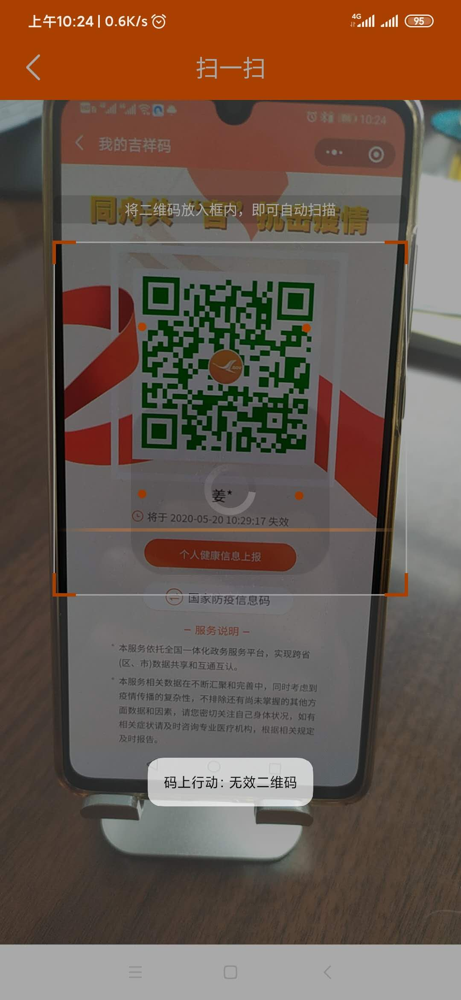 上午10:24 | 0.6K/s
4G
95
扫一扫
10:24
我的吉祥码
同舟共“吉”抗击疫情
将二维码放入框内，即可自动扫描
.GOV
姜*
将于 2020-05-20 10:29:17 失效
个人健康信息上报
国家防疫信息码
– 服务说明 –
本服务依托全国一体化政务服务平台，实现跨省
(区、市)数据共享和互通互认。
本服务相关数据在不断汇聚和完善中，同时考虑到
疫情传播的复杂性，不排除还有尚未掌握的其他方
面数据和因素，请您密切关注自己身体状况，如有
相关症状请及时咨询专业医疗机构，根据相关规定
及时报告。
码上行动: 无效二维码